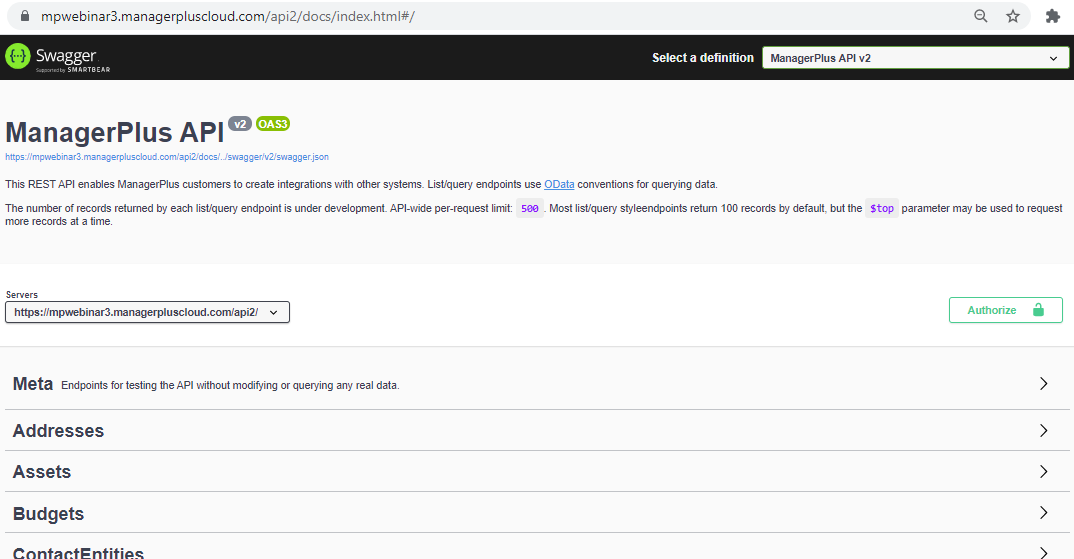 mpwebinar3.managerpluscloud.com/api2/docs/index.html#/
{...} Swagger
Supported by SMARTBEAR
Select a definition
ManagerPlus API v2
ManagerPlus API v2 OAS3
https://mpwebinar3.managerpluscloud.com/api2/docs/../swagger/v2/swagger.json
This REST API enables ManagerPlus customers to create integrations with other systems. List/query endpoints use OData conventions for querying data.
The number of records returned by each list/query endpoint is under development. API-wide per-request limit: 500 . Most list/query styleendpoints return 100 records by default, but the $top parameter may be used to request
more records at a time.
Servers
https://mpwebinar3.managerpluscloud.com/api2/
Authorize
Meta Endpoints for testing the API without modifying or querying any real data.
Addresses
Assets
Budgets
ContactEntities